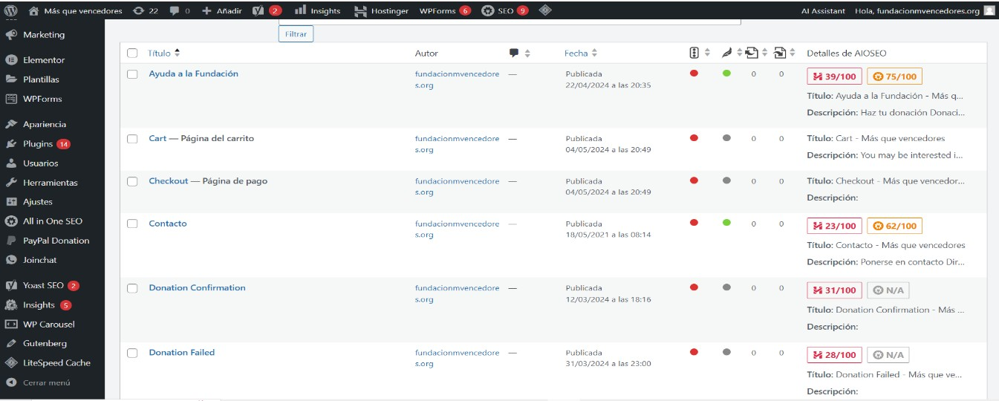 Más que vencedores 22 0 Añadir 2 Insights Hostinger WPForms 6 SEO 9 AI Assistant Hola, fundacionmvencedores.org
Marketing
Elementor
Plantillas
WPForms
Apariencia
Plugins 14
Usuarios
Herramientas
Ajustes
All in One SEO
PayPal Donation
Joinchat
Yoast SEO 2
Insights 5
WP Carousel
Gutenberg
LiteSpeed Cache
Cerrar menú
Filtrar
Título Autor Fecha Detalles de AIOSEO
Ayuda a la Fundación fundacionmvencedore — Publicada 0 0 39/100 75/100
s.org 22/04/2024 a las 20:35
Título: Ayuda a la Fundación - Más q...
Descripción: Haz tu donación Donaci...
Cart — Página del carrito fundacionmvencedore — Publicada 0 0 Título: Cart - Más que vencedores
s.org 04/05/2024 a las 20:49
Descripción: You may be interested i...
Checkout — Página de pago fundacionmvencedore — Publicada 0 0 Título: Checkout - Más que vencedor...
s.org 04/05/2024 a las 20:49
Descripción:
Contacto fundacionmvencedore — Publicada 0 0 23/100 62/100
s.org 18/05/2021 a las 08:14
Título: Contacto - Más que vencedores
Descripción: Ponerse en contacto Dir...
Donation Confirmation fundacionmvencedore — Publicada 0 0 31/100 N/A
s.org 12/03/2024 a las 18:16
Título: Donation Confirmation - Más ...
Descripción:
Donation Failed fundacionmvencedore — Publicada 0 0 28/100 N/A
s.org 31/03/2024 a las 23:00
Título: Donation Failed - Más que ve...
Descripción: